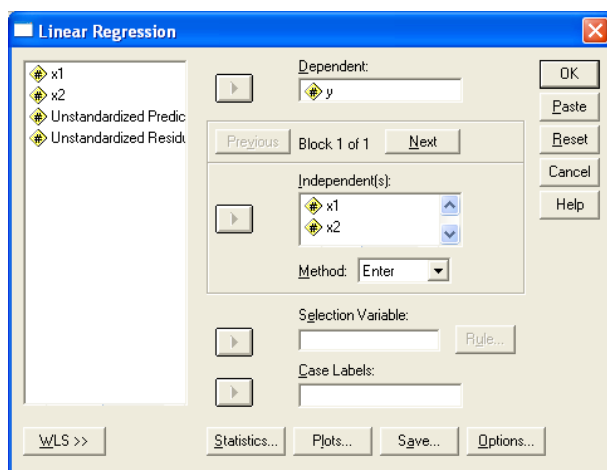 Linear Regression
x1
x2
Unstandardized Predic
Unstandardized Residu
Dependent:
y
Previous
Block 1 of 1
Next
Independent(s):
x1
x2
Method:
Enter
Selection Variable:
Rule...
Case Labels:
WLS >>
Statistics...
Plots...
Save...
Options...
OK
Paste
Reset
Cancel
Help